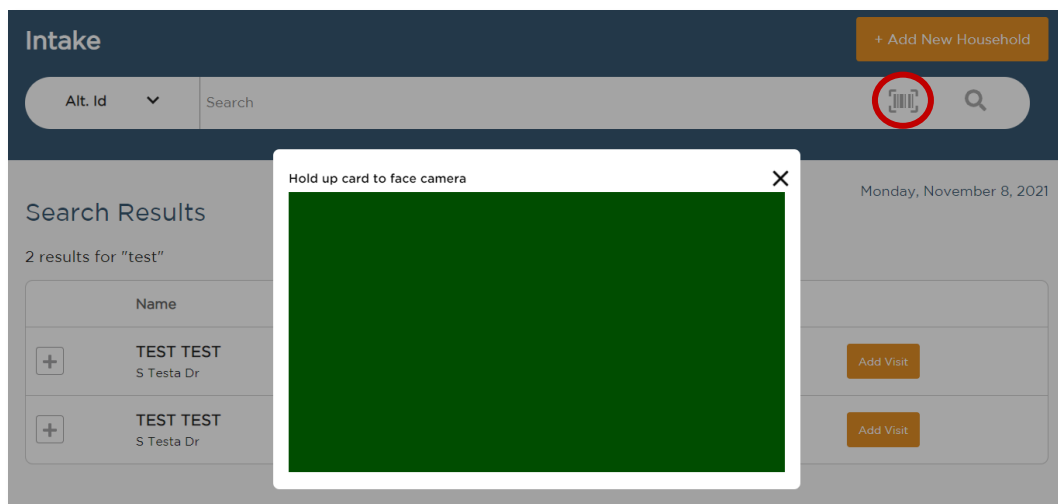 Intake
+ Add New Household
Alt. Id
Search
Hold up card to face camera
Monday, November 8, 2021
Search Results
2 results for "test"
Name
TEST TEST
S Testa Dr
Add Visit
TEST TEST
S Testa Dr
Add Visit